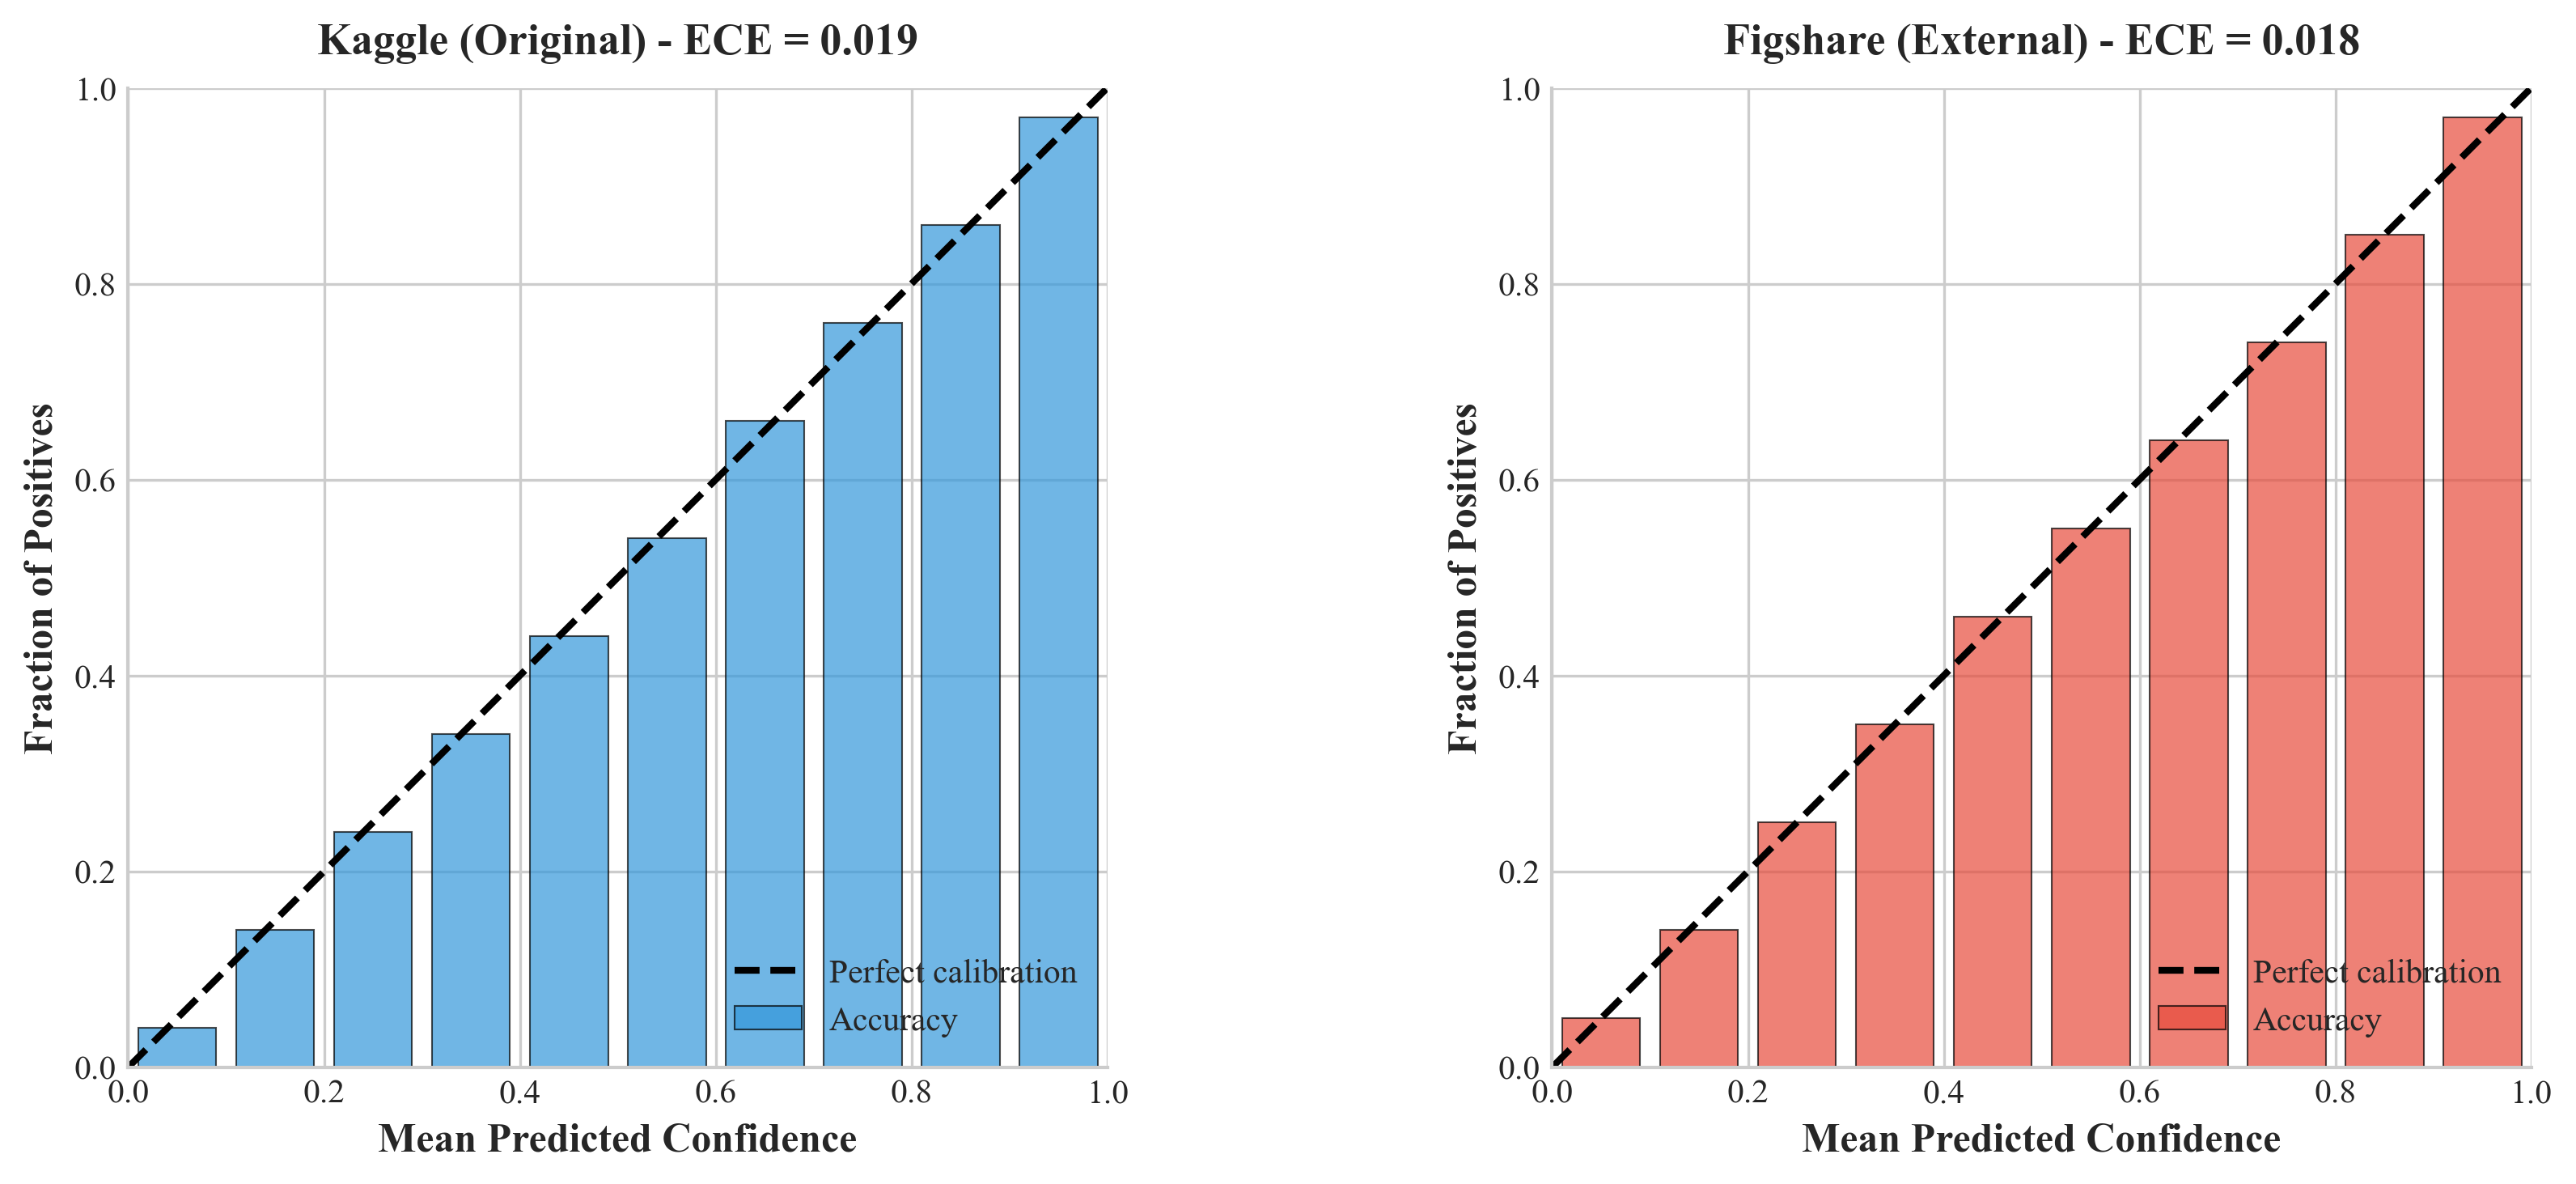 Kaggle (Original) - ECE = 0.019
1.0
0.8
0.6
0.4
0.2
0.0
Fraction of Positives
Perfect calibration
Accuracy
0.0 0.2 0.4 0.6 0.8 1.0
Mean Predicted Confidence
Figshare (External) - ECE = 0.018
1.0
0.8
0.6
0.4
0.2
0.0
Fraction of Positives
Perfect calibration
Accuracy
0.0 0.2 0.4 0.6 0.8 1.0
Mean Predicted Confidence